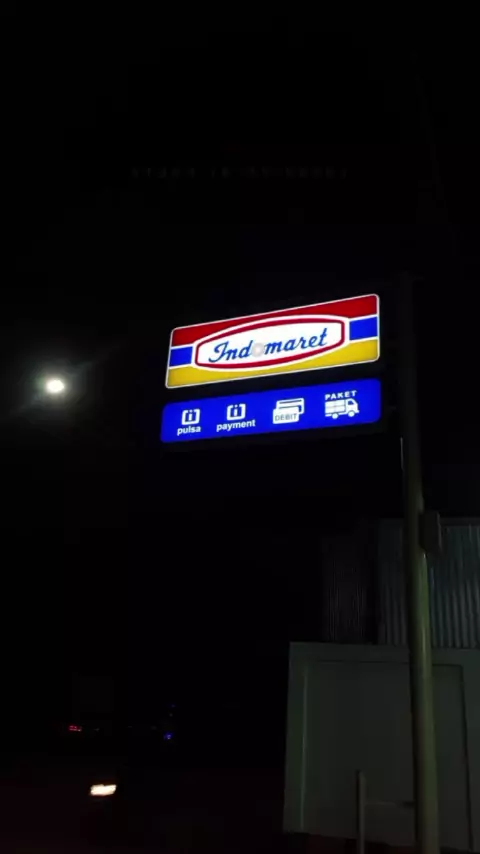 Indomaret
pulsa
payment
DEBIT
PAKET